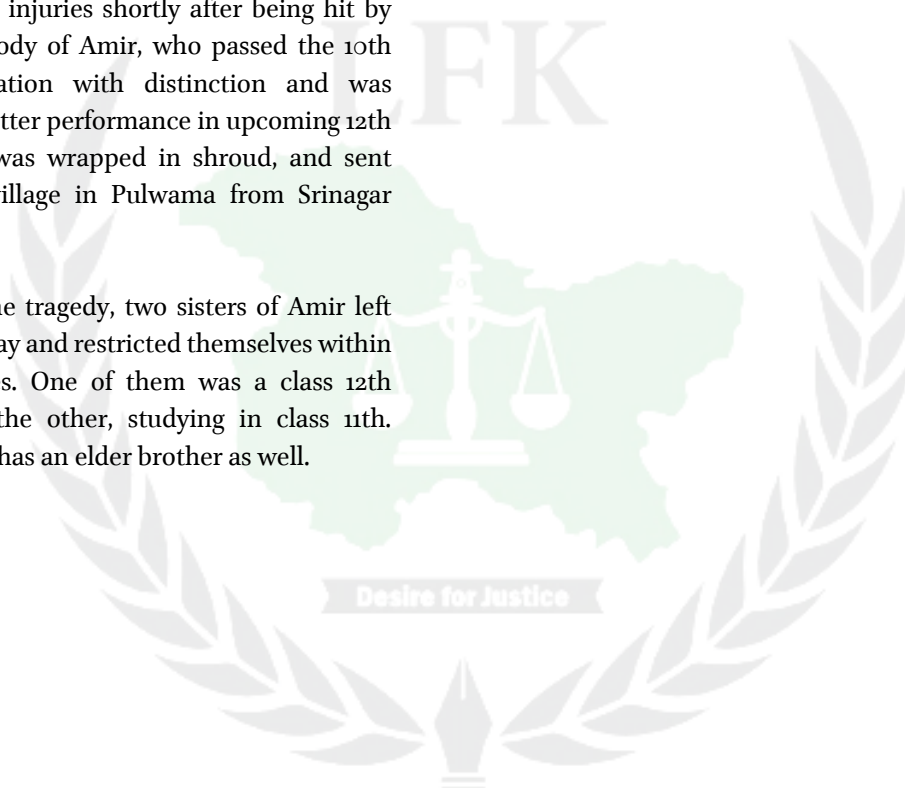 injuries shortly after being hit by
ody of Amir, who passed the 10th
ation with distinction and was
tter performance in upcoming 12th
was wrapped in shroud, and sent
village in Pulwama from Srinagar
ne tragedy, two sisters of Amir left
ay and restricted themselves within
es. One of them was a class 12th
the other, studying in class 11th.
has an elder brother as well.
LFK
Desire for Justice